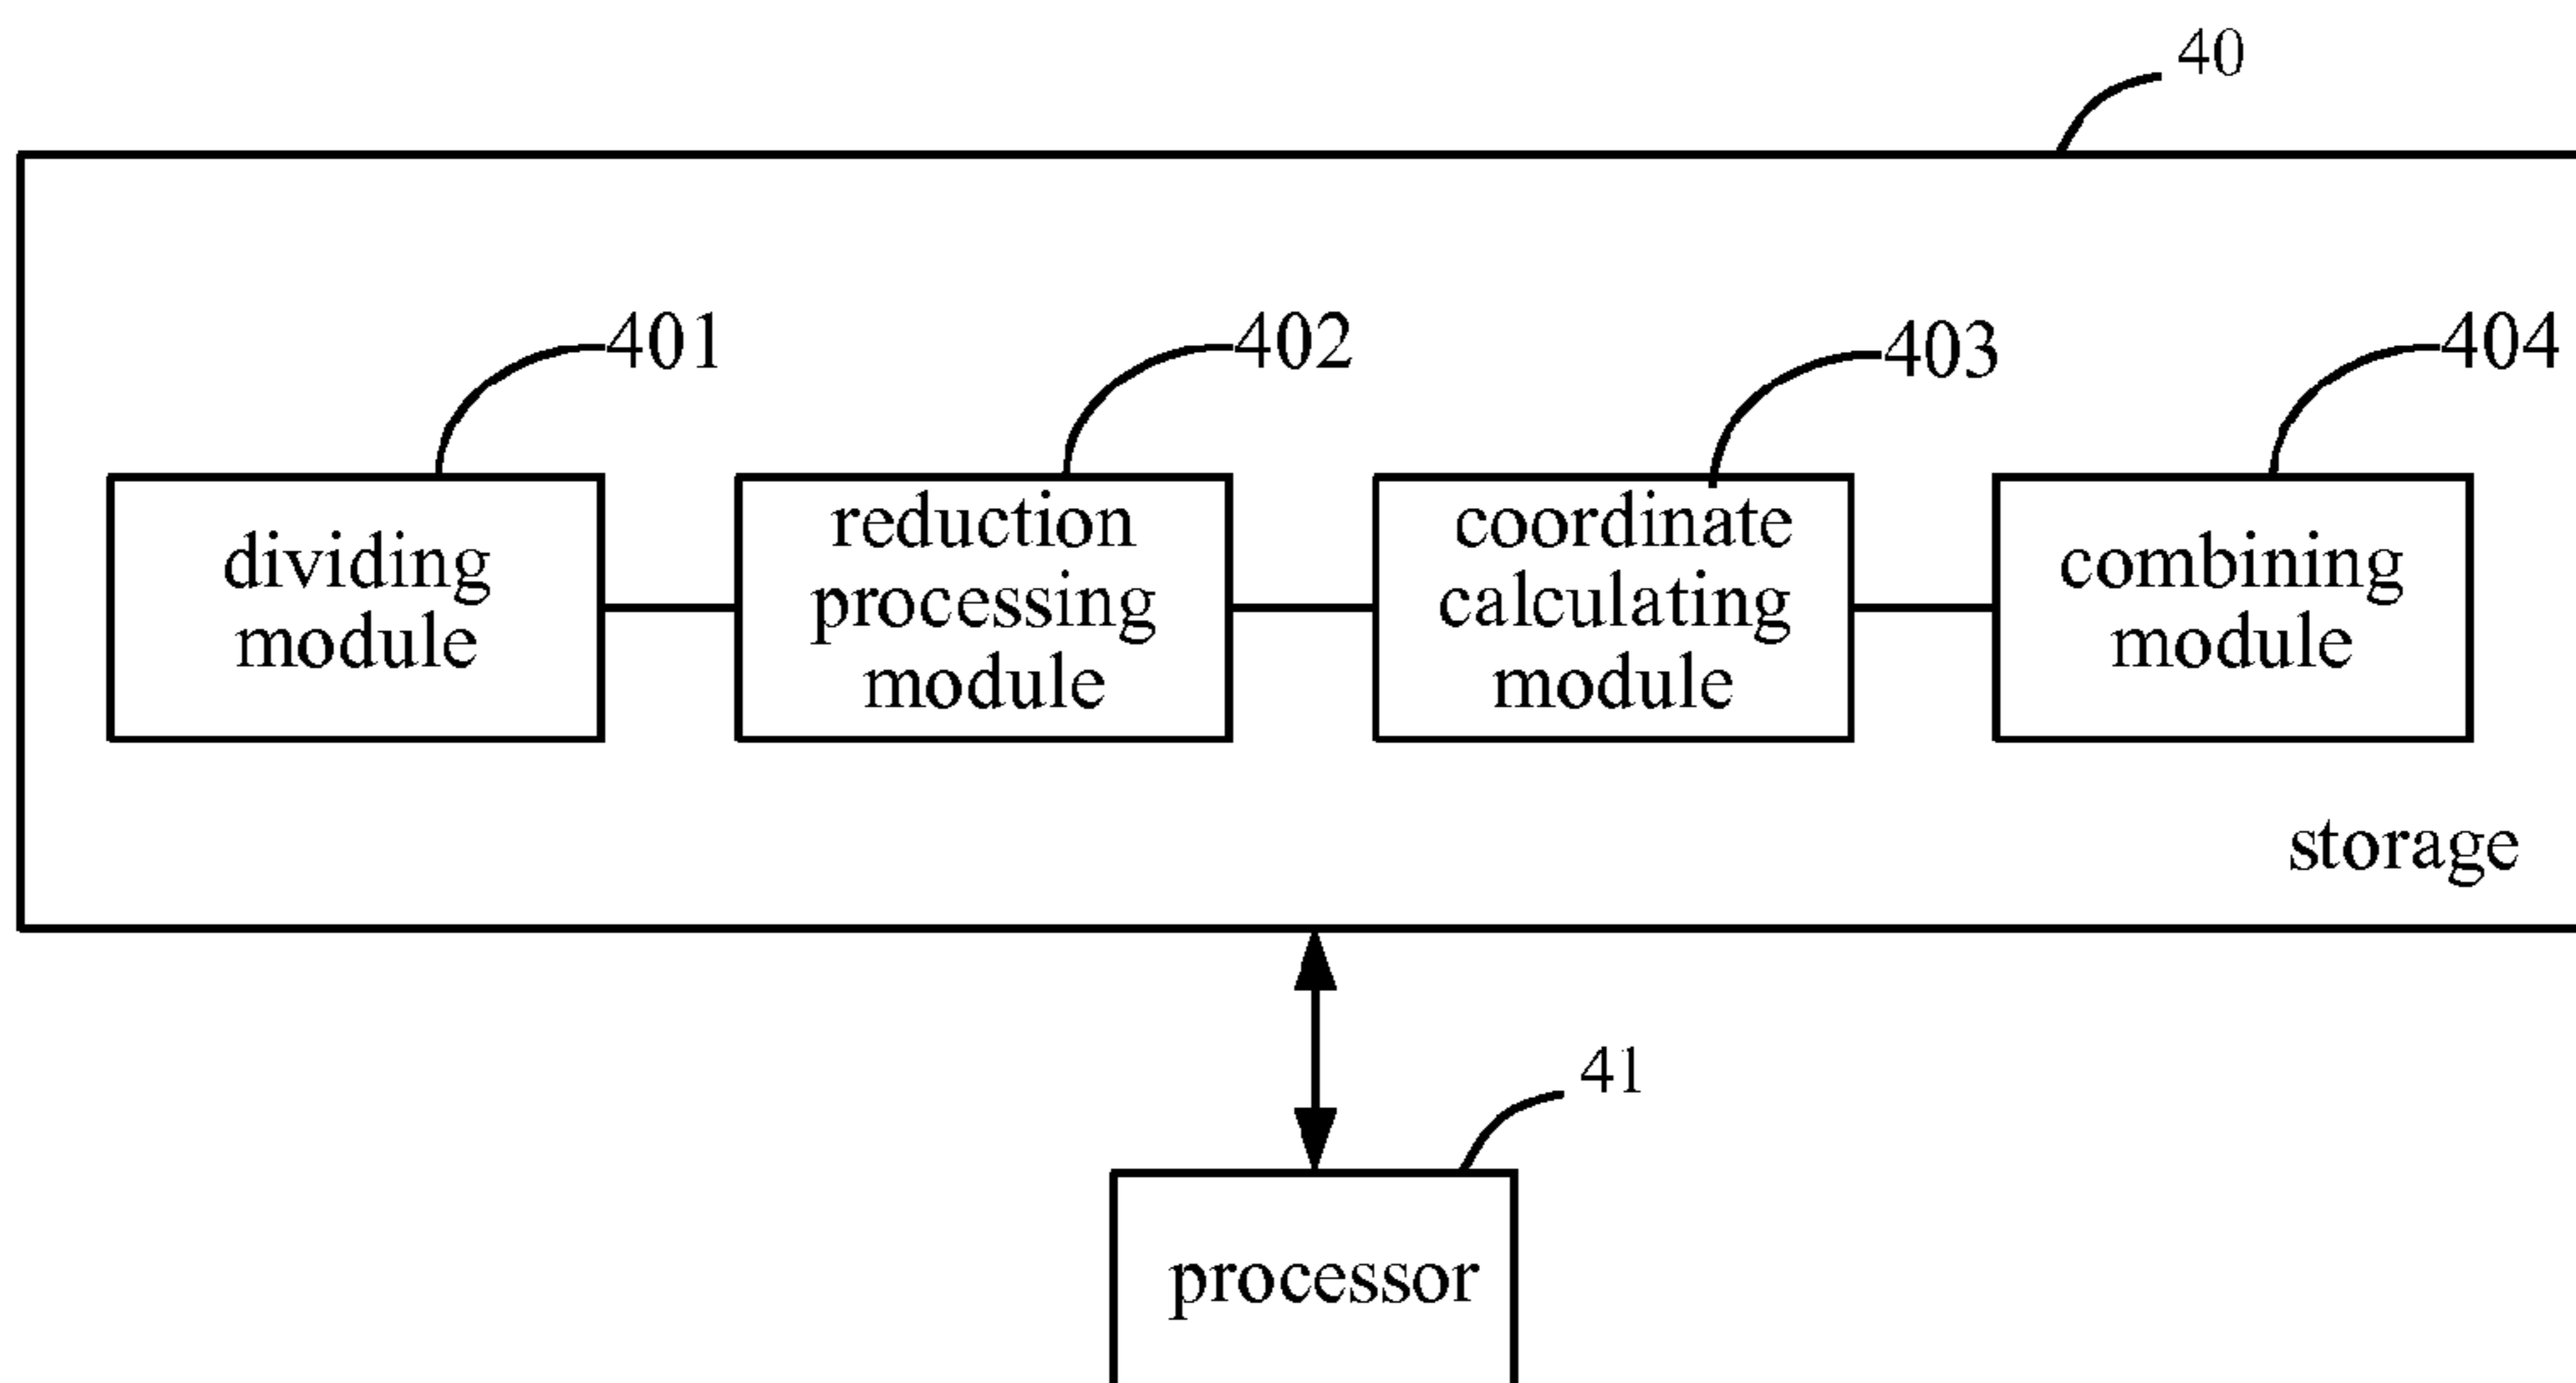 40
401
402
403
404
dividing
module
reduction
processing
module
coordinate
calculating
module
combining
module
storage
41
processor